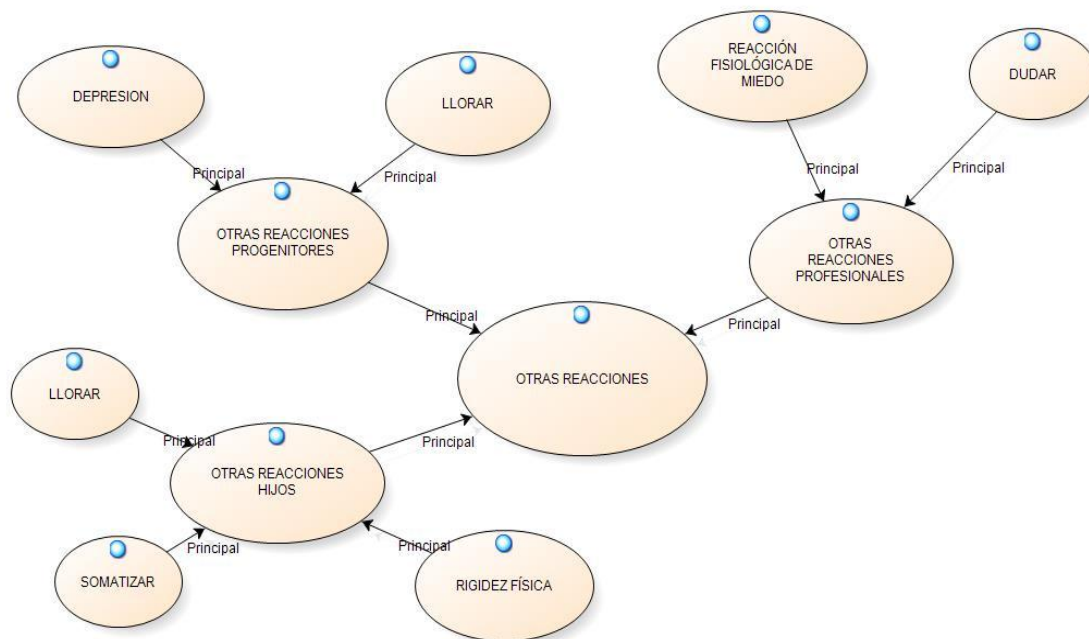 DEPRESION
LLORAR
REACCIÓN
FISIOLÓGICA DE
MIEDO
DUDAR
Principal
Principal
Principal
Principal
OTRAS REACCIONES
PROGENITORES
OTRAS
REACCIONES
PROFESIONALES
Principal
Principal
OTRAS REACCIONES
LLORAR
Principal
Principal
OTRAS REACCIONES
HIJOS
Principal
Principal
SOMATIZAR
RIGIDEZ FÍSICA